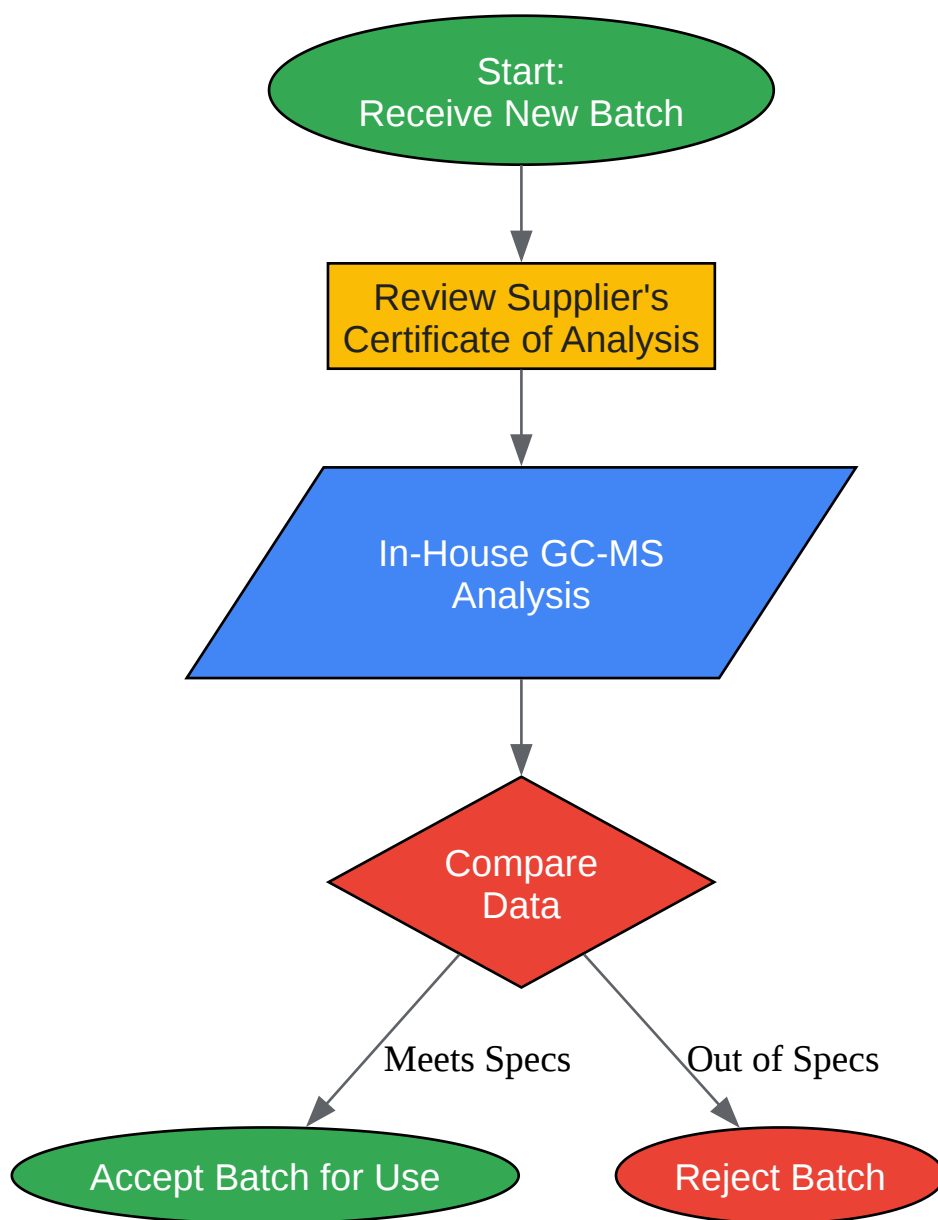 Start:
Receive New Batch
Review Supplier's
Certificate of Analysis
In-House GC-MS
Analysis
Compare
Data
Meets Specs
Out of Specs
Accept Batch for Use
Reject Batch